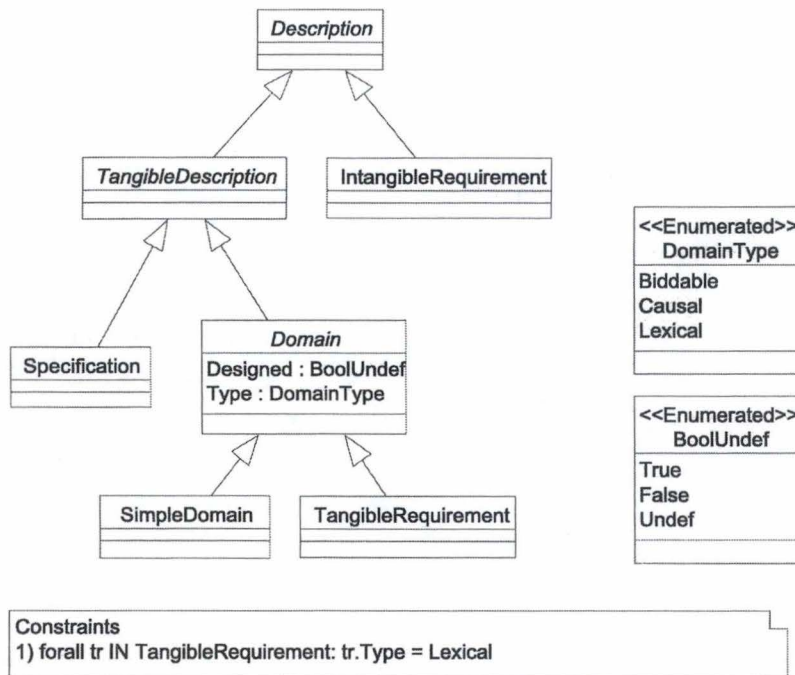 Description
TangibleDescription
IntangibleRequirement
<<Enumerated>>
DomainType
Biddable
Causal
Lexical
Specification
Domain
Designed : BoolUndef
Type : DomainType
<<Enumerated>>
BoolUndef
True
False
Undef
SimpleDomain
TangibleRequirement
Constraints
1) forall tr IN TangibleRequirement: tr.Type = Lexical